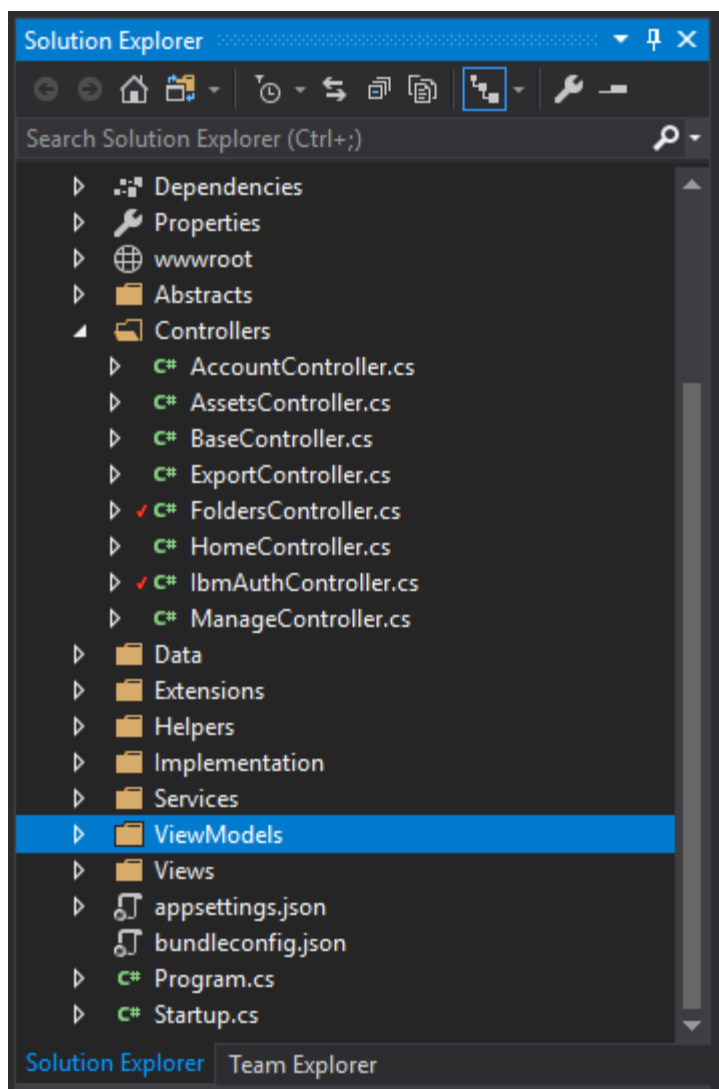 Solution Explorer
Search Solution Explorer (Ctrl+;)
Dependencies
Properties
wwwroot
Abstracts
Controllers
C# AccountController.cs
C# AssetsController.cs
C# BaseController.cs
C# ExportController.cs
C# FoldersController.cs
C# HomeController.cs
C# IbmAuthController.cs
C# ManageController.cs
Data
Extensions
Helpers
Implementation
Services
ViewModels
Views
appsettings.json
bundleconfig.json
C# Program.cs
C# Startup.cs
Solution Explorer Team Explorer